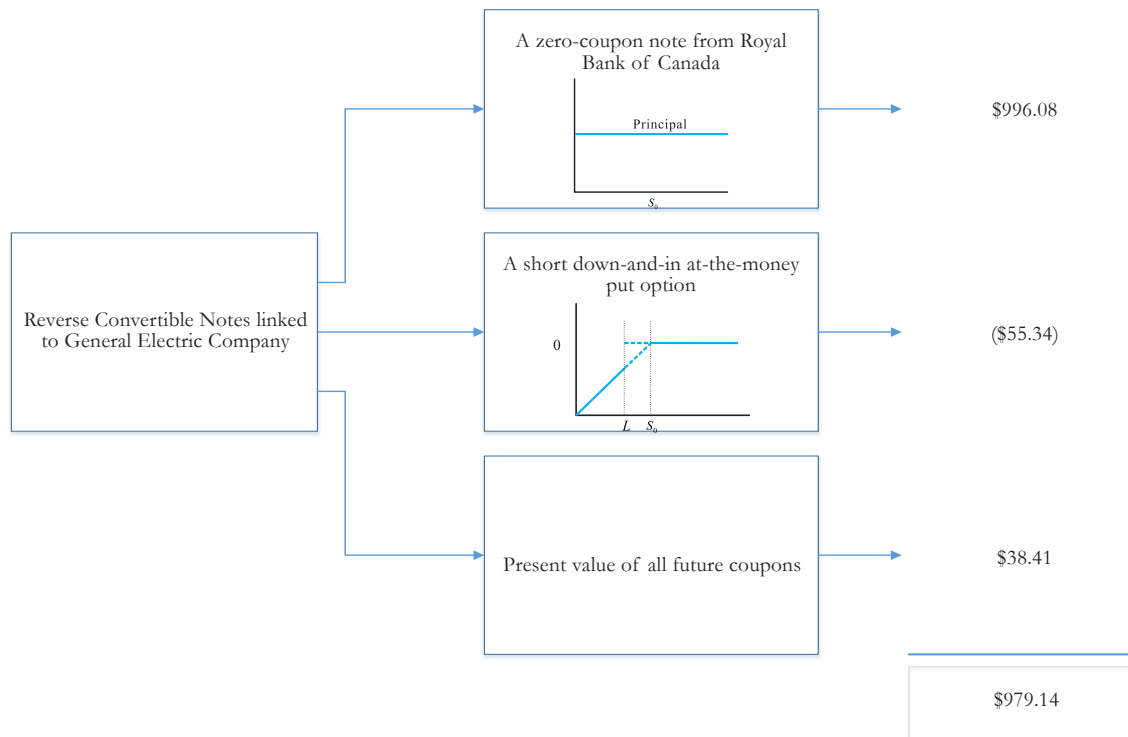 A zero-coupon note from Royal
Bank of Canada
Principal
S₀
$996.08
Reverse Convertible Notes linked
to General Electric Company
A short down-and-in at-the-money
put option
0
L S₀
($55.34)
Present value of all future coupons
$38.41
$979.14